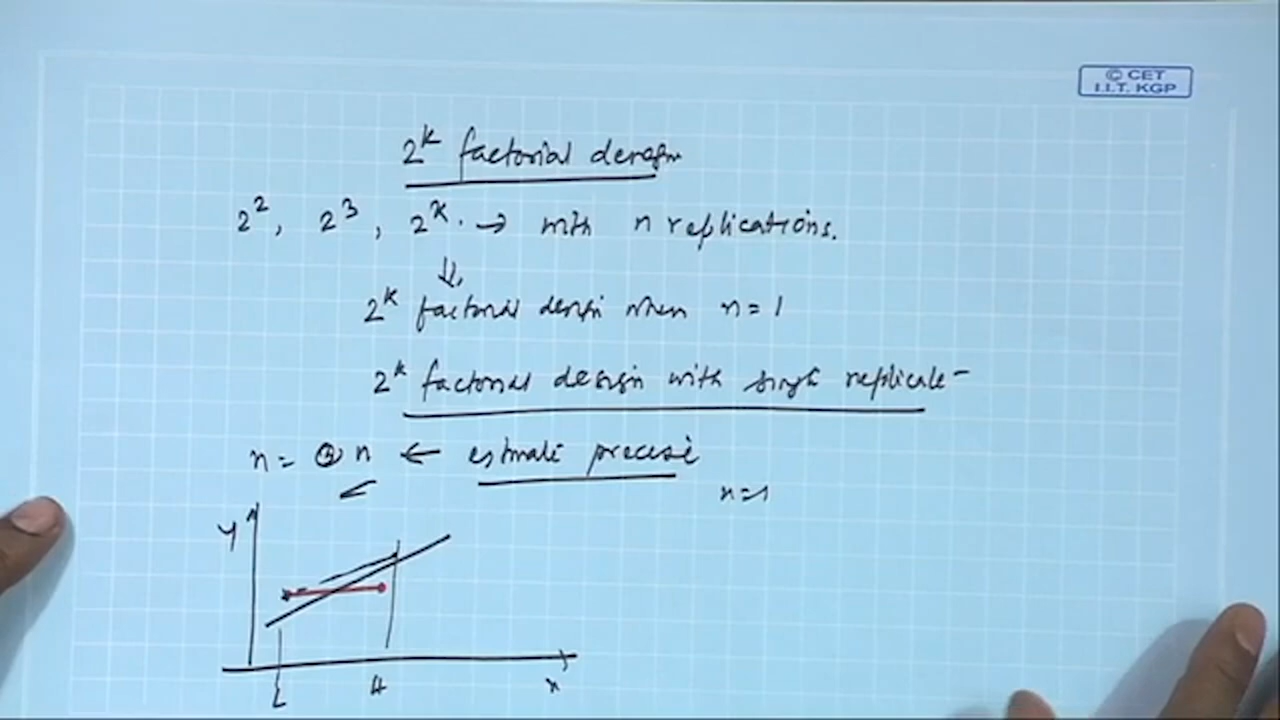 © CET
I.I.T. KGP
2^k factorial design
2^2, 2^3, 2^k. → with n replications.
⇓
2^k factorial design when n = 1
2^k factorial design with single replicate
n = n ← estimate precise
n=1
y
L H x